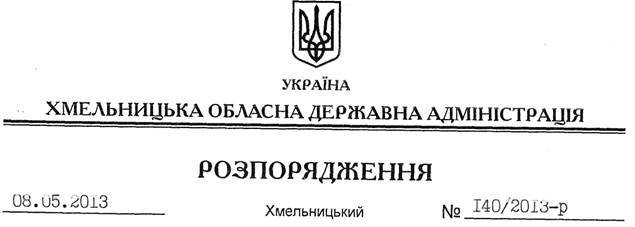 УКРАЇНА
ХМЕЛЬНИЦЬКА ОБЛАСНА ДЕРЖАВНА АДМІНІСТРАЦІЯ
РОЗПОРЯДЖЕННЯ
08.05.2013 Хмельницький № 140/2013-р